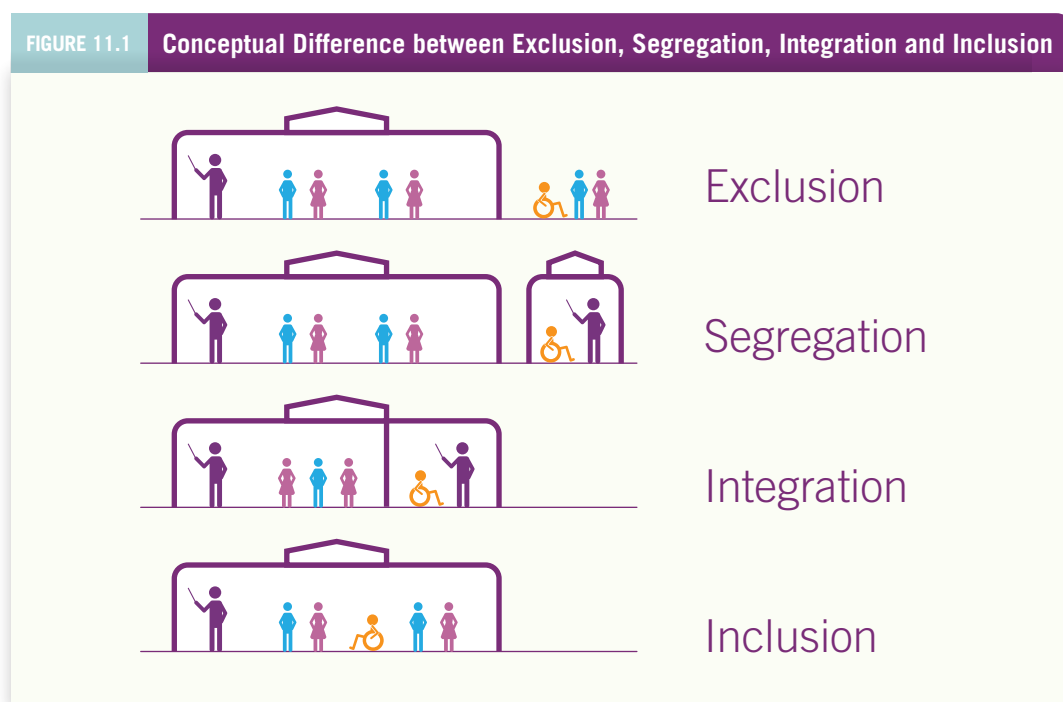 FIGURE 11.1
Conceptual Difference between Exclusion, Segregation, Integration and Inclusion
Exclusion
Segregation
Integration
Inclusion